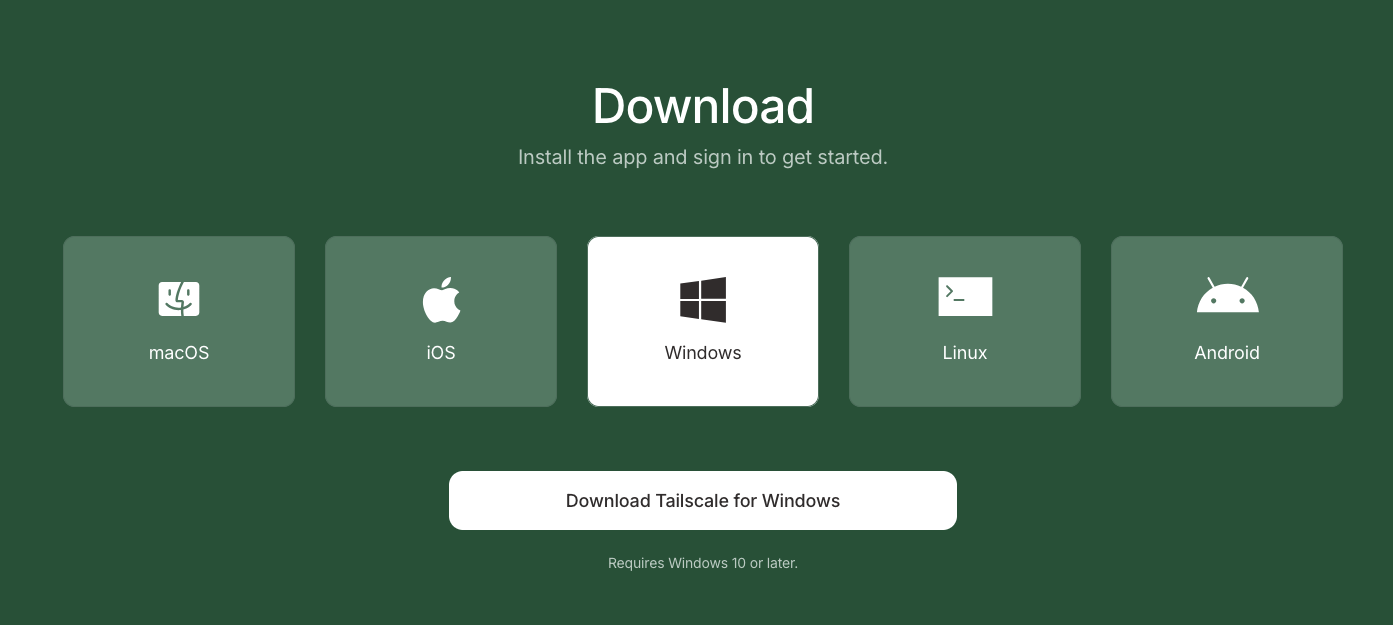 Download
Install the app and sign in to get started.
macOS
iOS
Windows
Linux
Android
Download Tailscale for Windows
Requires Windows 10 or later.